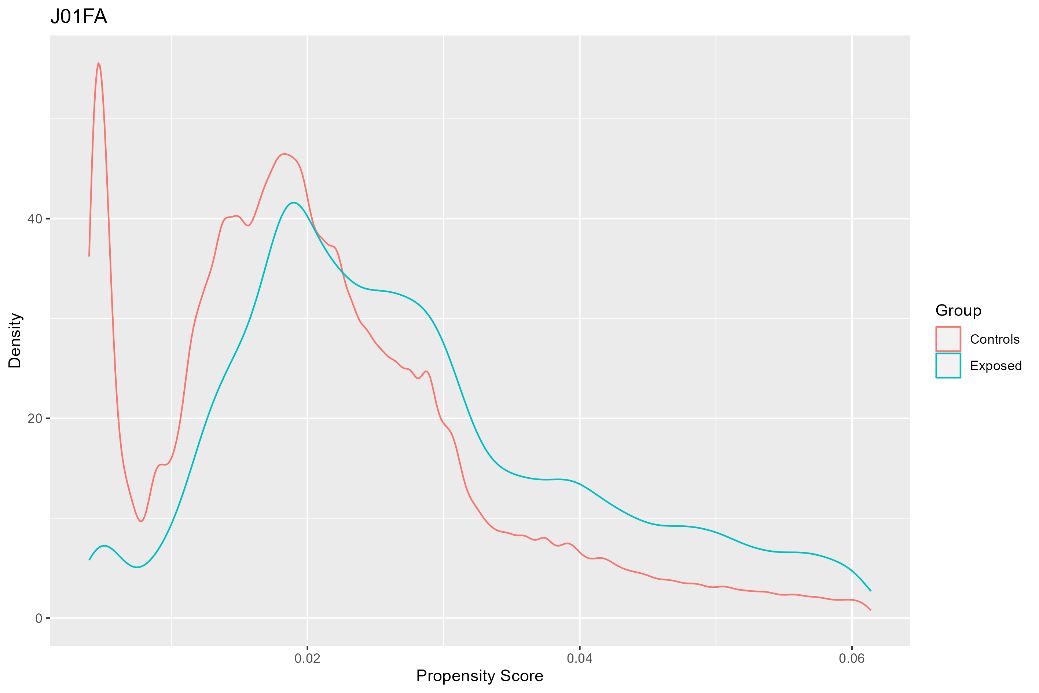 J01FA
40
20
0
Density
0.02
0.04
0.06
Propensity Score
Group
Controls
Exposed